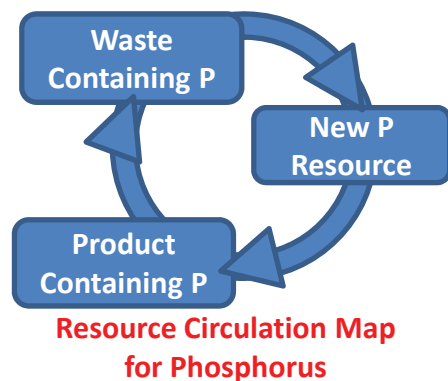 Waste
Containing P
New P
Resource
Product
Containing P
Resource Circulation Map
for Phosphorus